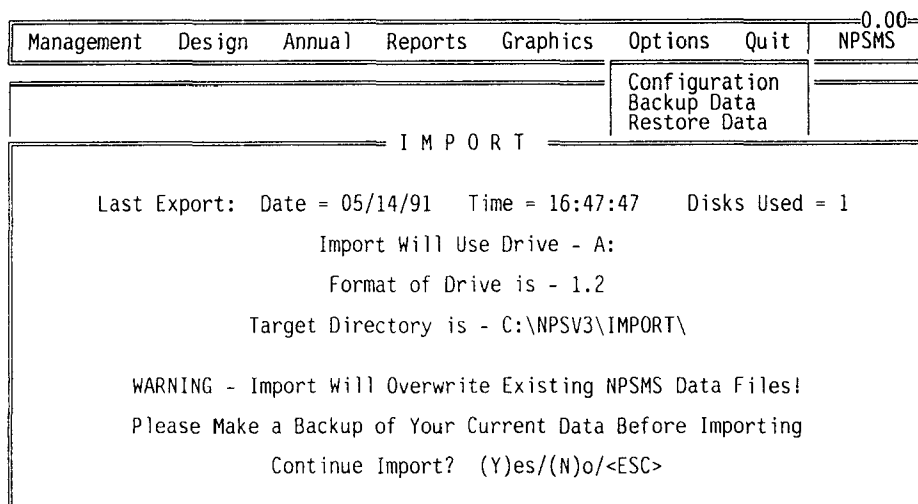 0.00
Management Design Annual Reports Graphics Options Quit NPSMS
Configuration
Backup Data
Restore Data
I M P O R T
Last Export: Date = 05/14/91 Time = 16:47:47 Disks Used = 1
Import Will Use Drive - A:
Format of Drive is - 1.2
Target Directory is - C:\NPSV3\IMPORT\
WARNING - Import Will Overwrite Existing NPSMS Data Files!
Please Make a Backup of Your Current Data Before Importing
Continue Import? (Y)es/(N)o/<ESC>